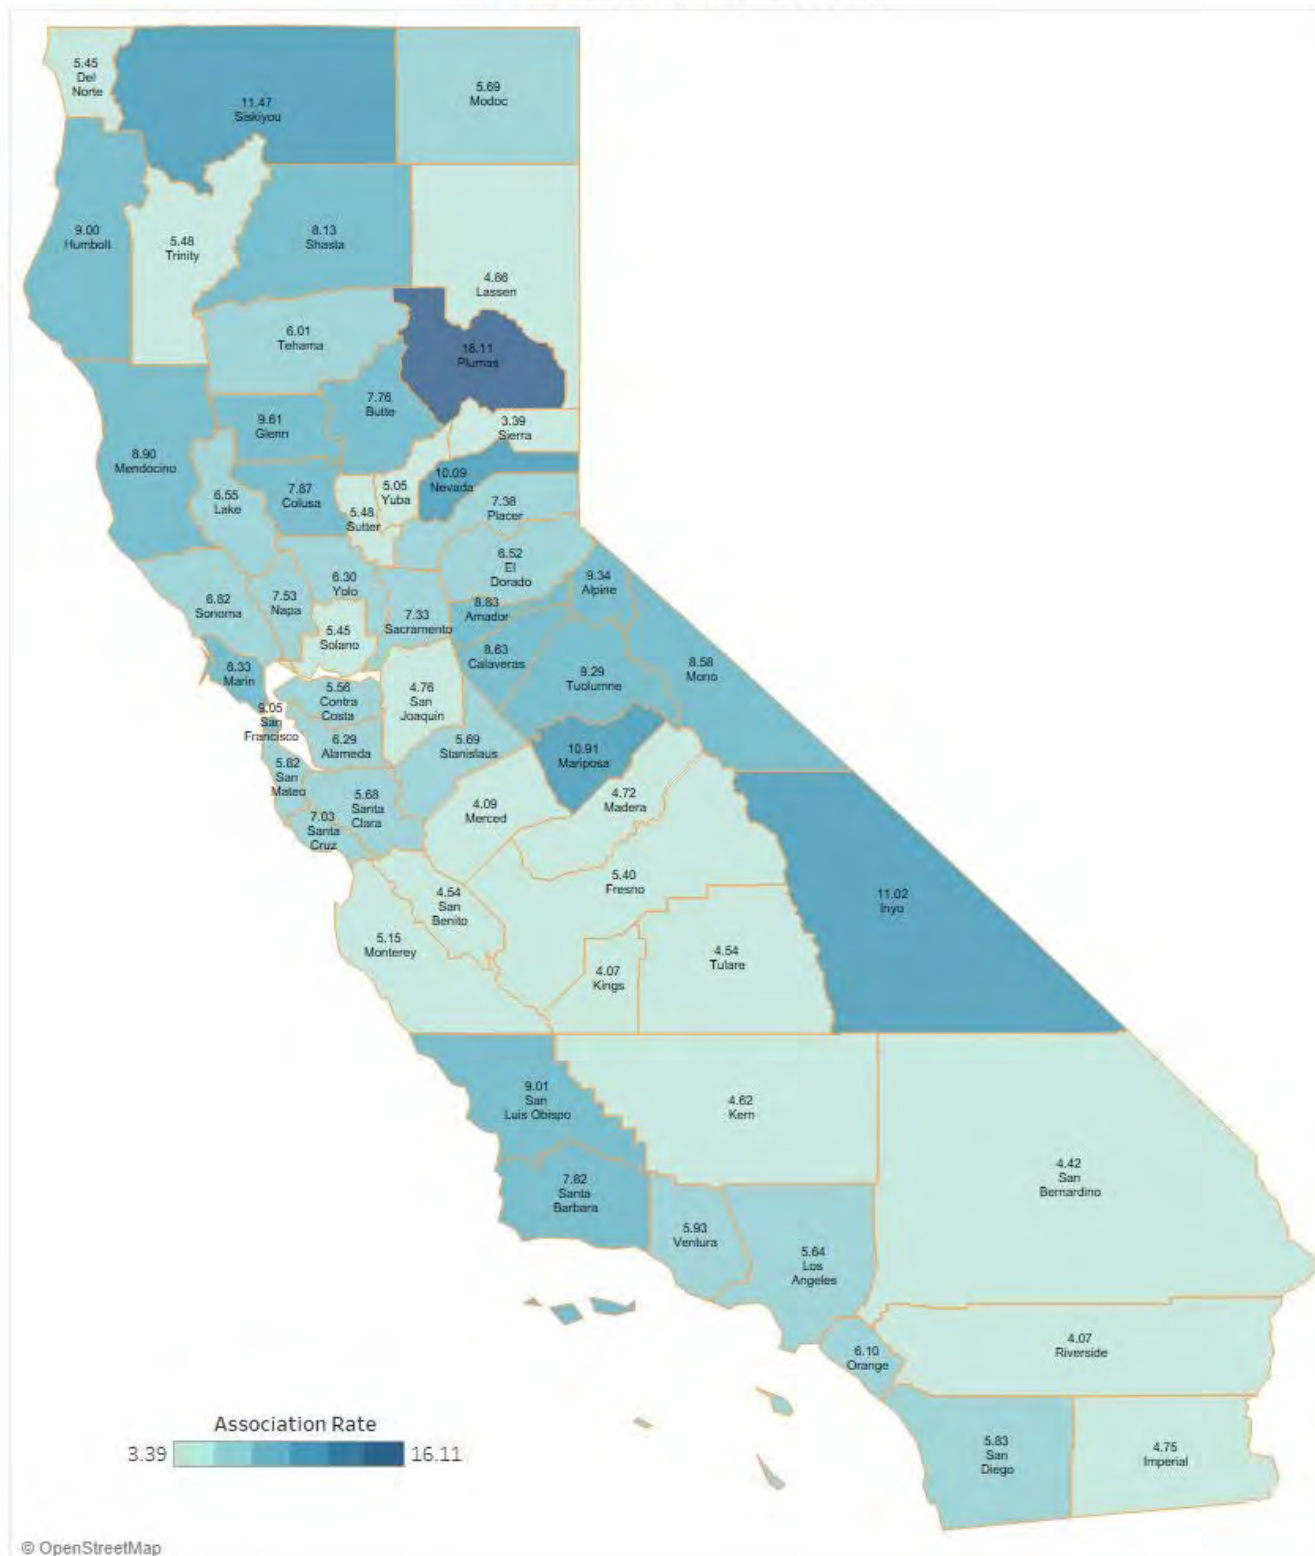 5.45
Del
Norte
11.47
Siskiyou
5.69
Modoc
9.00
Humbolt
5.48
Trinity
8.13
Shasta
4.86
Lassen
6.01
Tehama
16.11
Plumas
7.76
Butte
9.61
Glenn
3.39
Sierra
8.90
Mendocino
6.55
Lake
7.87
Colusa
5.48
Sutter
5.05
Yuba
10.09
Nevada
7.38
Placer
6.52
El
Dorado
9.34
Alpine
6.82
Sonoma
7.53
Napa
6.30
Yolo
5.45
Solano
7.33
Sacramento
8.83
Amador
8.63
Calaveras
9.29
Tuolumne
8.58
Mono
8.33
Marin
5.56
Contra
Costa
4.76
San
Joaquin
9.05
San
Francisco
6.29
Alameda
5.69
Stanislaus
10.91
Mariposa
5.82
San
Mateo
5.68
Santa
Clara
7.03
Santa
Cruz
4.09
Merced
4.72
Madera
5.40
Fresno
11.02
Inyo
4.54
San
Benito
5.15
Monterey
4.07
Kings
4.54
Tulare
9.01
San
Luis Obispo
4.62
Kern
4.42
San
Bernardino
7.82
Santa
Barbara
5.93
Ventura
5.64
Los
Angeles
6.10
Orange
4.07
Riverside
5.83
San
Diego
4.75
Imperial
Association Rate
3.39 16.11
© OpenStreetMap